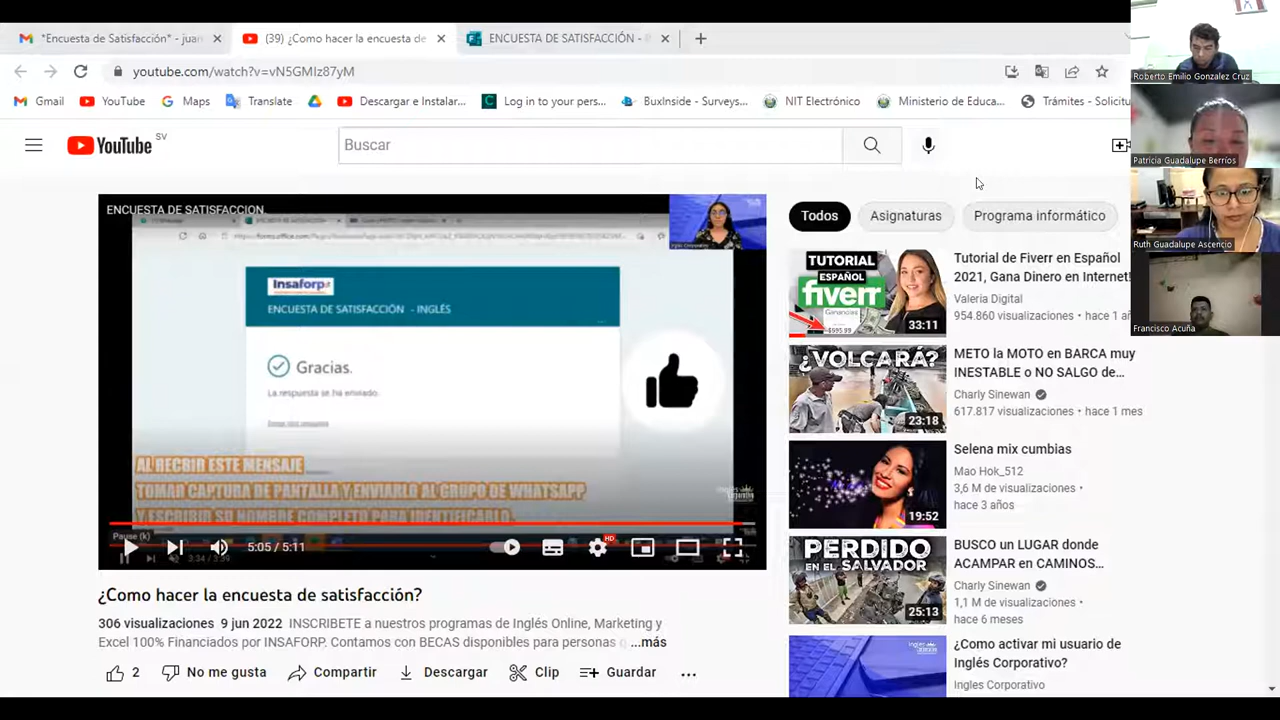 *Encuesta de Satisfacción* - juan
(39) ¿Como hacer la encuesta de
ENCUESTA DE SATISFACCIÓN -
youtube.com/watch?v=vN5GMIz87yM
Gmail
YouTube
Maps
Translate
Descargar e Instalar...
Log in to your pers...
BuxInside - Surveys...
NIT Electrónico
Ministerio de Educa...
Trámites - Solicitu
YouTube SV
Buscar
ENCUESTA DE SATISFACCION
Insaforp
ENCUESTA DE SATISFACCIÓN - INGLÉS
Gracias.
La respuesta se ha enviado.
AL RECBIR ESTE MENSAJE
TOMAR CAPTURA DE PANTALLA Y ENVIARLO AL GRUPO DE WHATSAPP
Y ESCRIBIR SU NOMBRE COMPLETO PARA IDENTIFICARLO.
Pause (k)
5:05 / 5:11
HD
3:34 / 3:39
¿Como hacer la encuesta de satisfacción?
306 visualizaciones 9 jun 2022 INSCRIBETE a nuestros programas de Inglés Online, Marketing y
Excel 100% Financiados por INSAFORP. Contamos con BECAS disponibles para personas q ...más
2
No me gusta
Compartir
Descargar
Clip
Guardar
Todos
Asignaturas
Programa informático
TUTORIAL
ESPAÑOL
fiverr
Ganancias
33:11
Tutorial de Fiverr en Español
2021, Gana Dinero en Internet!
Valeria Digital
954.860 visualizaciones • hace 1 añ
¿VOLCARÁ?
23:18
METO la MOTO en BARCA muy
INESTABLE o NO SALGO de...
Charly Sinewan
617.817 visualizaciones • hace 1 mes
19:52
Selena mix cumbias
Mao Hok_512
3,6 M de visualizaciones •
hace 3 años
PERDIDO
EN EL SALVADOR
25:13
BUSCO un LUGAR donde
ACAMPAR en CAMINOS...
Charly Sinewan
1,1 M de visualizaciones •
hace 6 meses
¿Como activar mi usuario de
Inglés Corporativo?
Ingles Corporativo
Roberto Emilio Gonzalez Cruz
Patricia Guadalupe Berríos
Ruth Guadalupe Ascencio
Francisco Acuña